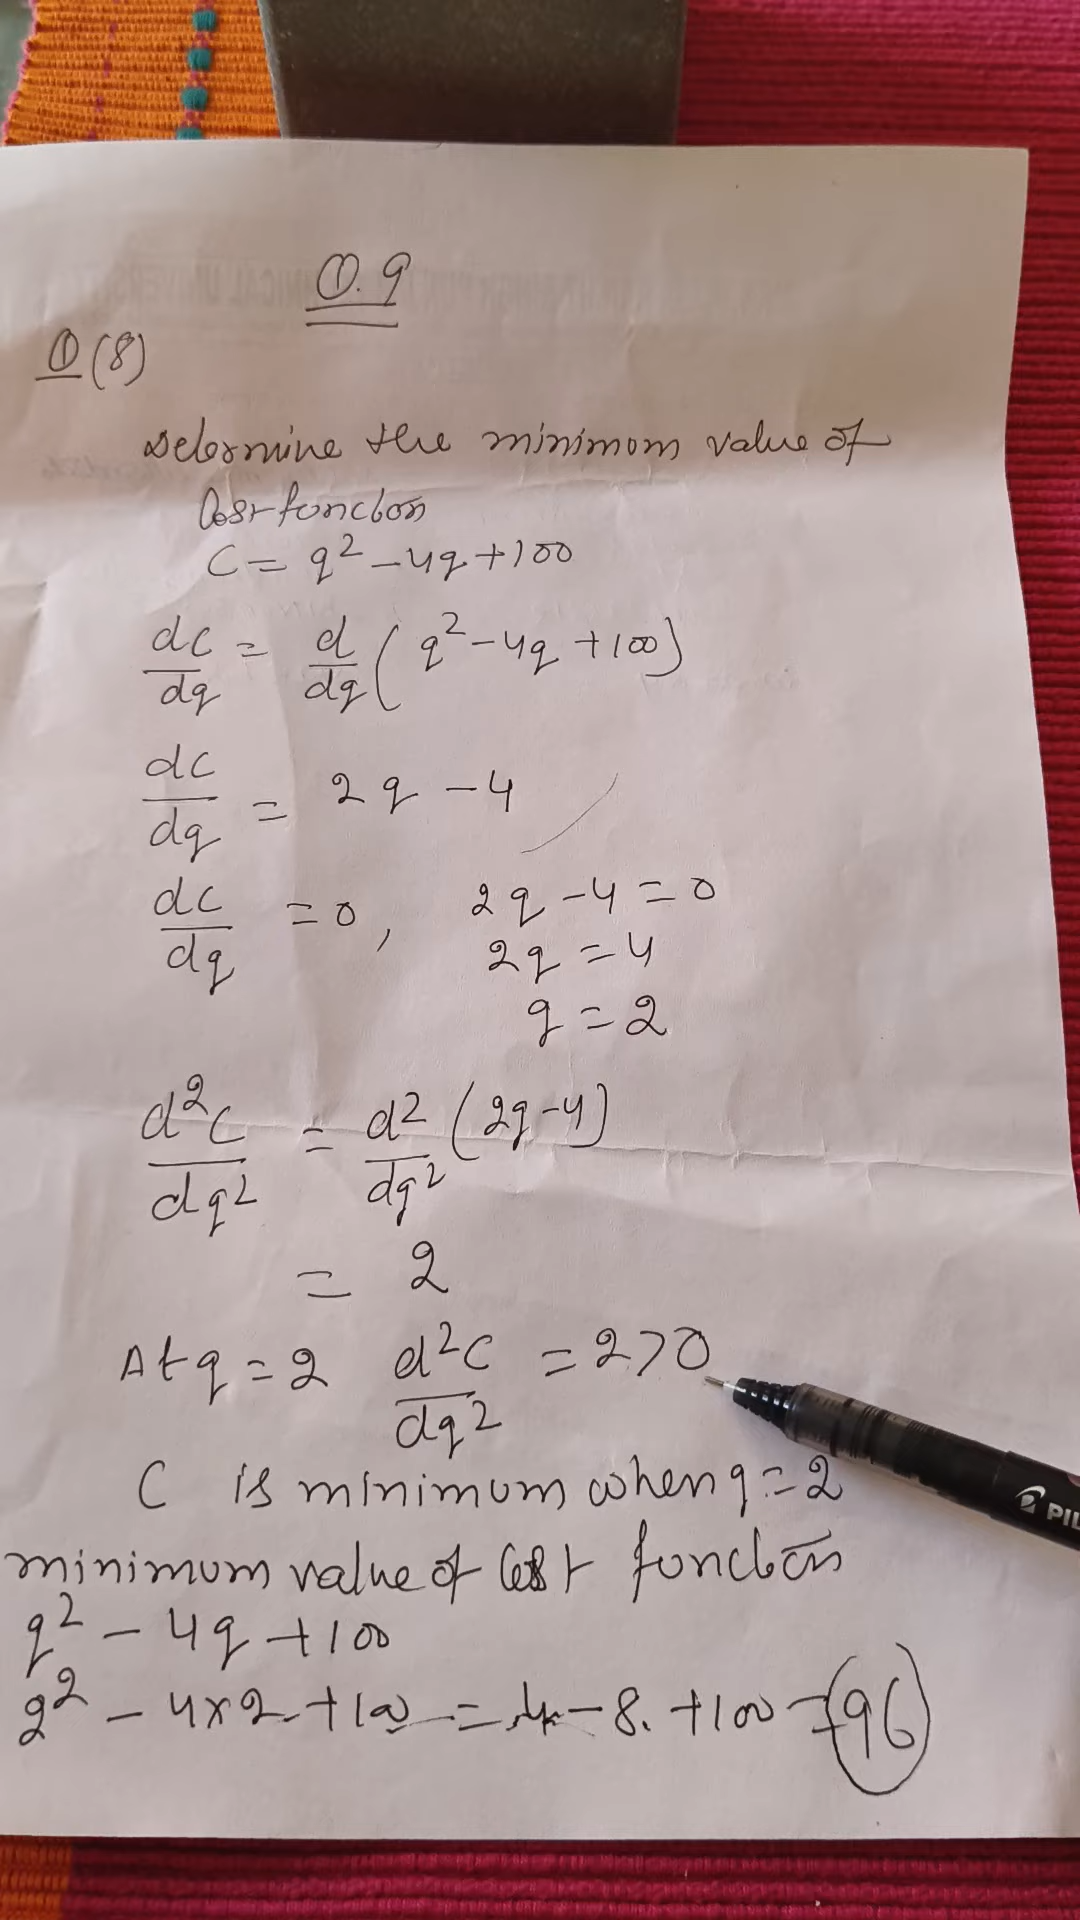 Q.9
Q(8)
Determine the minimum value of
Cost function
C = q² - 4q + 100
dC/dq = d/dq (q² - 4q + 100)
dC/dq = 2q - 4
dC/dq = 0, 2q - 4 = 0
2q = 4
q = 2
d²C/dq² = d²/dq² (2q - 4)
= 2
At q = 2 d²C/dq² = 2 > 0
C is minimum when q = 2
minimum value of Cost function
q² - 4q + 100
2² - 4×2 + 100 = 4 - 8 + 100 = 96
PIL